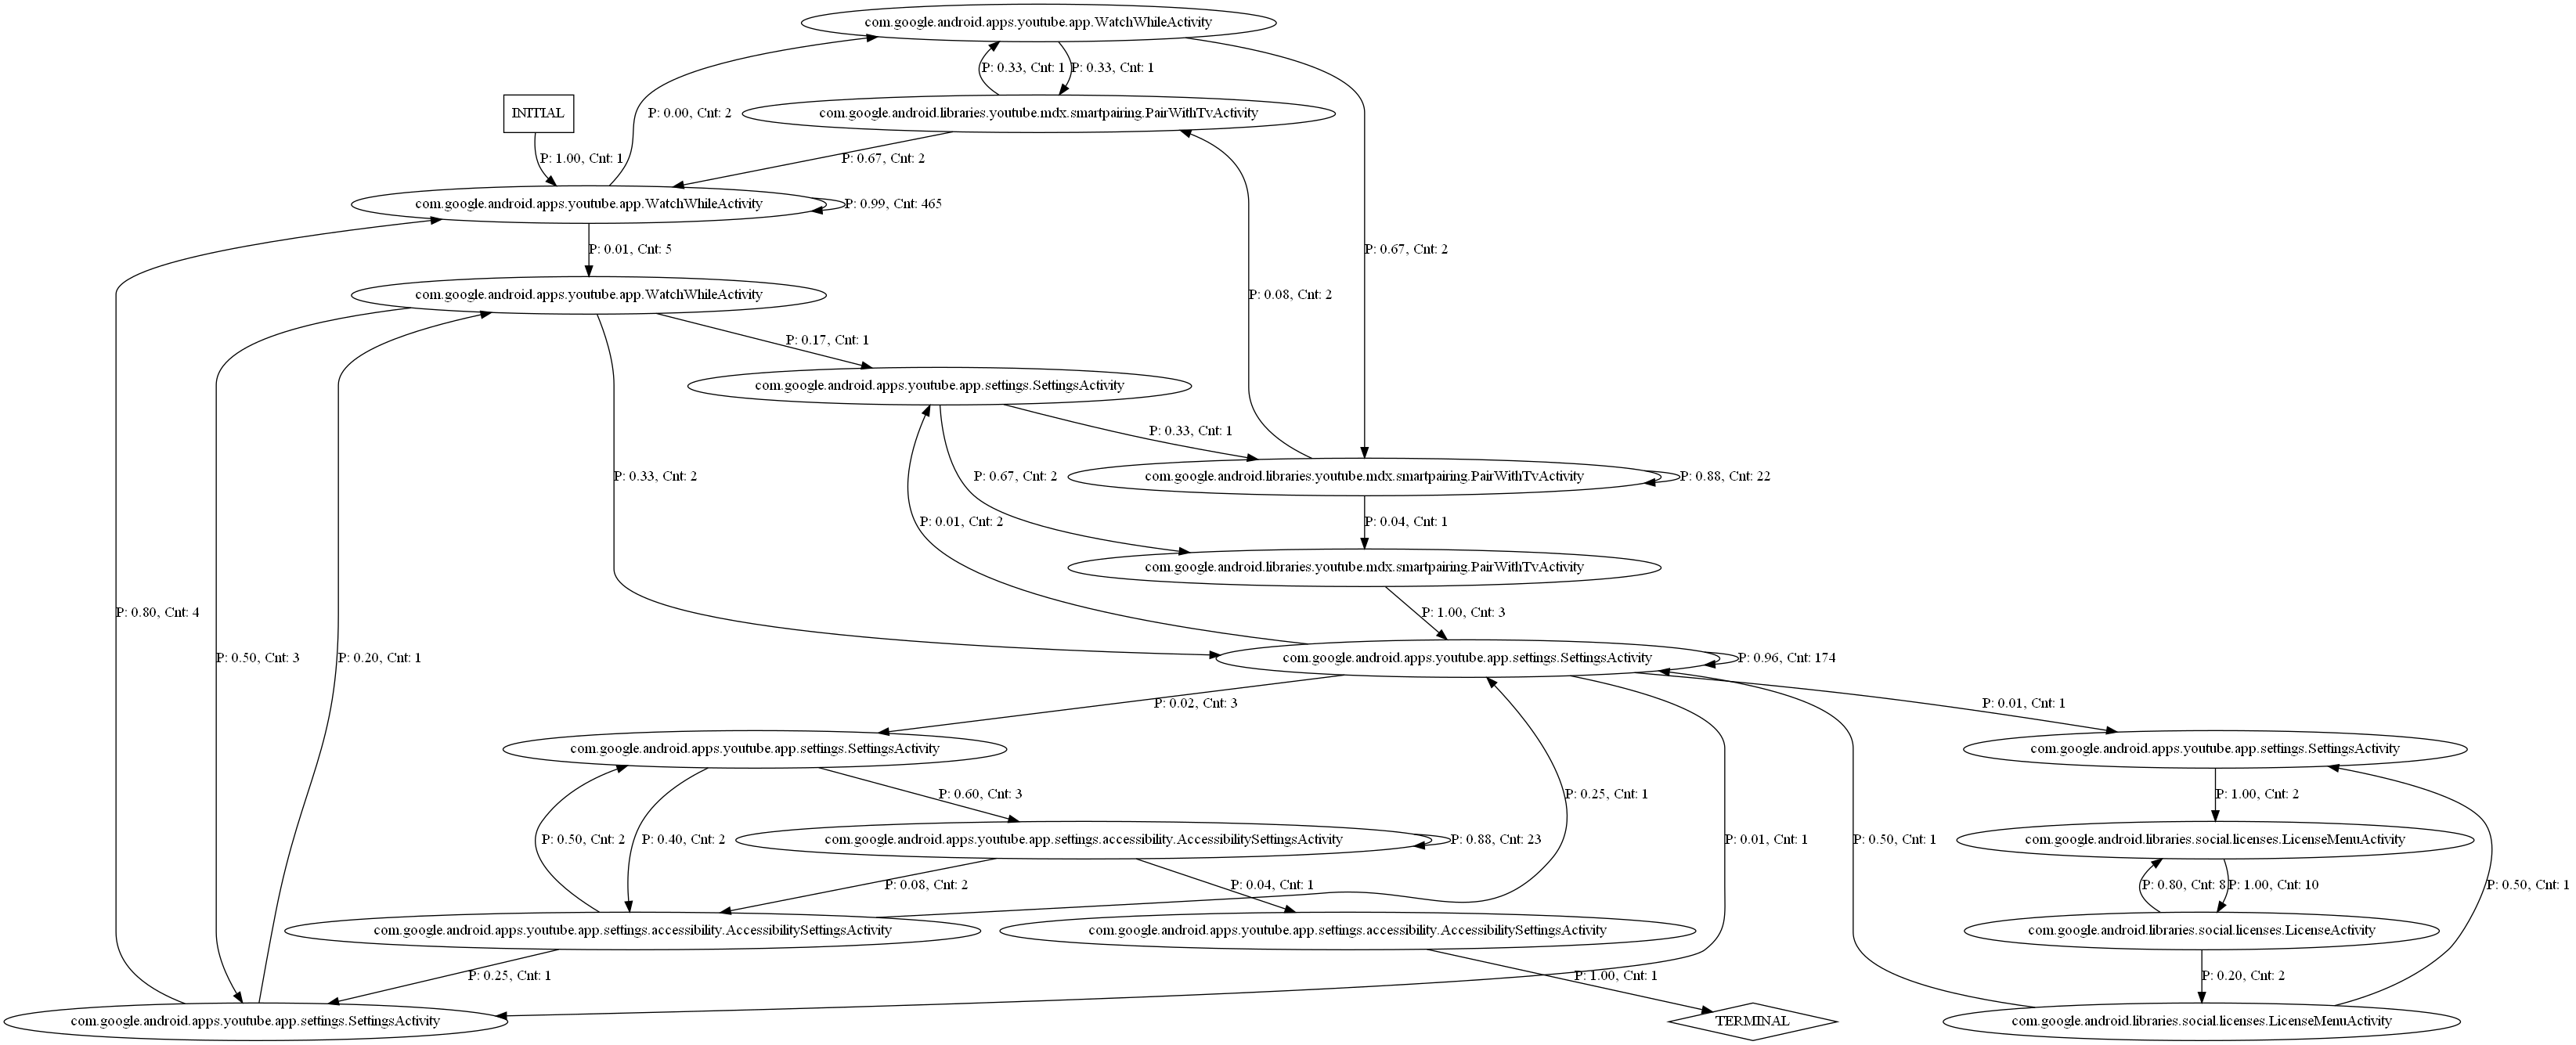 com.google.android.apps.youtube.app.WatchWhileActivity
P: 0.33, Cnt: 1
P: 0.33, Cnt: 1
INITIAL
P: 0.00, Cnt: 2
com.google.android.libraries.youtube.mdx.smartpairing.PairWithTvActivity
P: 1.00, Cnt: 1
P: 0.67, Cnt: 2
com.google.android.apps.youtube.app.WatchWhileActivity
P: 0.99, Cnt: 465
P: 0.01, Cnt: 5
P: 0.67, Cnt: 2
com.google.android.apps.youtube.app.WatchWhileActivity
P: 0.08, Cnt: 2
P: 0.17, Cnt: 1
com.google.android.apps.youtube.app.settings.SettingsActivity
P: 0.33, Cnt: 1
P: 0.33, Cnt: 2
P: 0.67, Cnt: 2
com.google.android.libraries.youtube.mdx.smartpairing.PairWithTvActivity
P: 0.88, Cnt: 22
P: 0.01, Cnt: 2
P: 0.04, Cnt: 1
com.google.android.libraries.youtube.mdx.smartpairing.PairWithTvActivity
P: 0.80, Cnt: 4
P: 1.00, Cnt: 3
P: 0.50, Cnt: 3
P: 0.20, Cnt: 1
com.google.android.apps.youtube.app.settings.SettingsActivity
P: 0.96, Cnt: 174
P: 0.02, Cnt: 3
P: 0.01, Cnt: 1
com.google.android.apps.youtube.app.settings.SettingsActivity
com.google.android.apps.youtube.app.settings.SettingsActivity
P: 0.60, Cnt: 3
P: 0.25, Cnt: 1
P: 1.00, Cnt: 2
P: 0.50, Cnt: 2
P: 0.40, Cnt: 2
com.google.android.apps.youtube.app.settings.accessibility.AccessibilitySettingsActivity
P: 0.88, Cnt: 23
P: 0.01, Cnt: 1
P: 0.50, Cnt: 1
com.google.android.libraries.social.licenses.LicenseMenuActivity
P: 0.08, Cnt: 2
P: 0.04, Cnt: 1
P: 0.80, Cnt: 8
P: 1.00, Cnt: 10
P: 0.50, Cnt: 1
com.google.android.apps.youtube.app.settings.accessibility.AccessibilitySettingsActivity
com.google.android.apps.youtube.app.settings.accessibility.AccessibilitySettingsActivity
com.google.android.libraries.social.licenses.LicenseActivity
P: 0.25, Cnt: 1
P: 1.00, Cnt: 1
P: 0.20, Cnt: 2
com.google.android.apps.youtube.app.settings.SettingsActivity
TERMINAL
com.google.android.libraries.social.licenses.LicenseMenuActivity